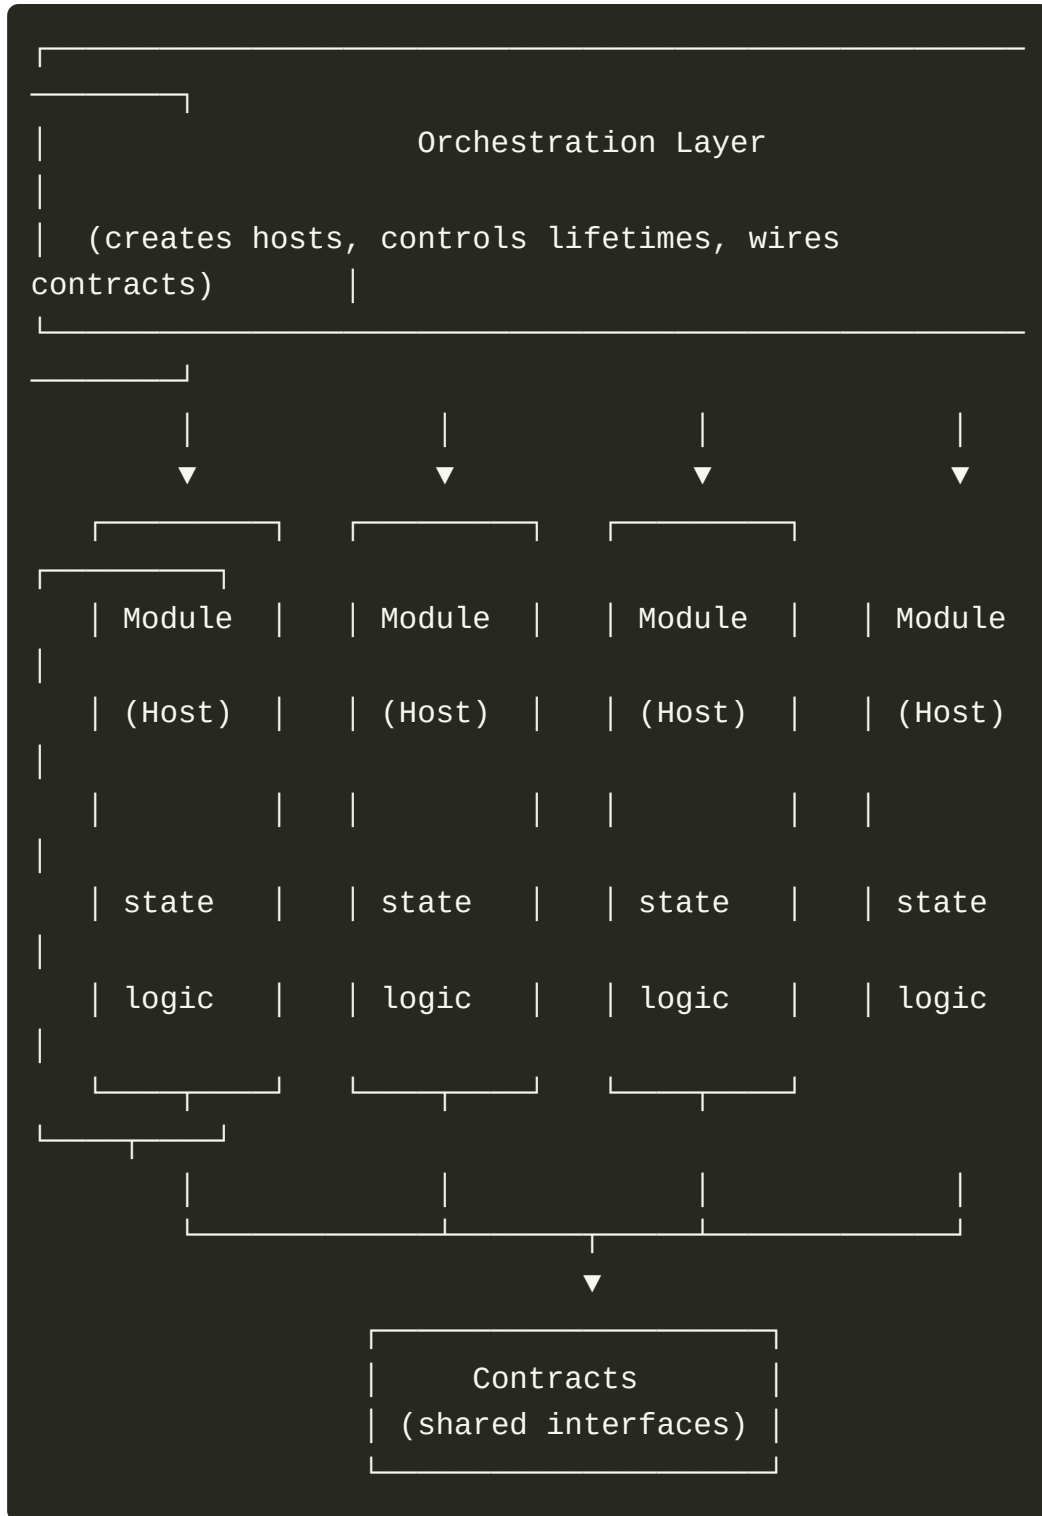 Orchestration Layer
(creates hosts, controls lifetimes, wires
contracts)
Module Module Module Module
(Host) (Host) (Host) (Host)
state state state state
logic logic logic logic
Contracts
(shared interfaces)